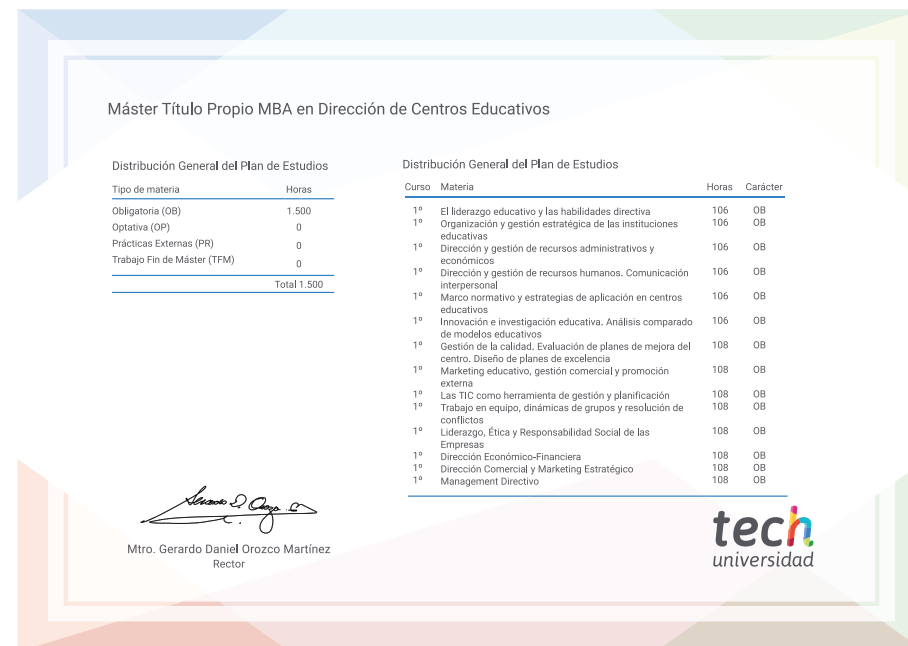 Máster Título Propio MBA en Dirección de Centros Educativos
Distribución General del Plan de Estudios
Tipo de materia Horas
Obligatoria (OB) 1.500
Optativa (OP) 0
Prácticas Externas (PR) 0
Trabajo Fin de Máster (TFM) 0
Total 1.500
Distribución General del Plan de Estudios
Curso Materia Horas Carácter
1º El liderazgo educativo y las habilidades directiva 106 OB
1º Organización y gestión estratégica de las instituciones 106 OB
educativas
1º Dirección y gestión de recursos administrativos y 106 OB
económicos
1º Dirección y gestión de recursos humanos. Comunicación 106 OB
interpersonal
1º Marco normativo y estrategias de aplicación en centros 106 OB
educativos
1º Innovación e investigación educativa. Análisis comparado 106 OB
de modelos educativos
1º Gestión de la calidad. Evaluación de planes de mejora del 108 OB
centro. Diseño de planes de excelencia
1º Marketing educativo, gestión comercial y promoción 108 OB
externa
1º Las TIC como herramienta de gestión y planificación 108 OB
1º Trabajo en equipo, dinámicas de grupos y resolución de 108 OB
conflictos
1º Liderazgo, Ética y Responsabilidad Social de las 108 OB
Empresas
1º Dirección Económico-Financiera 108 OB
1º Dirección Comercial y Marketing Estratégico 108 OB
1º Management Directivo 108 OB
Mtro. Gerardo Daniel Orozco Martínez
Rector
tech
universidad